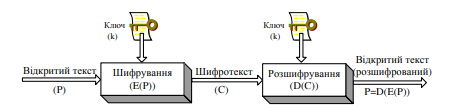 Ключ
(k)
Ключ
(k)
Відкритий текст
(P)
Шифрування
(E(P))
Шифротекст
(C)
Розшифрування
(D(C))
Відкритий текст
(розшифрований)
P=D(E(P))